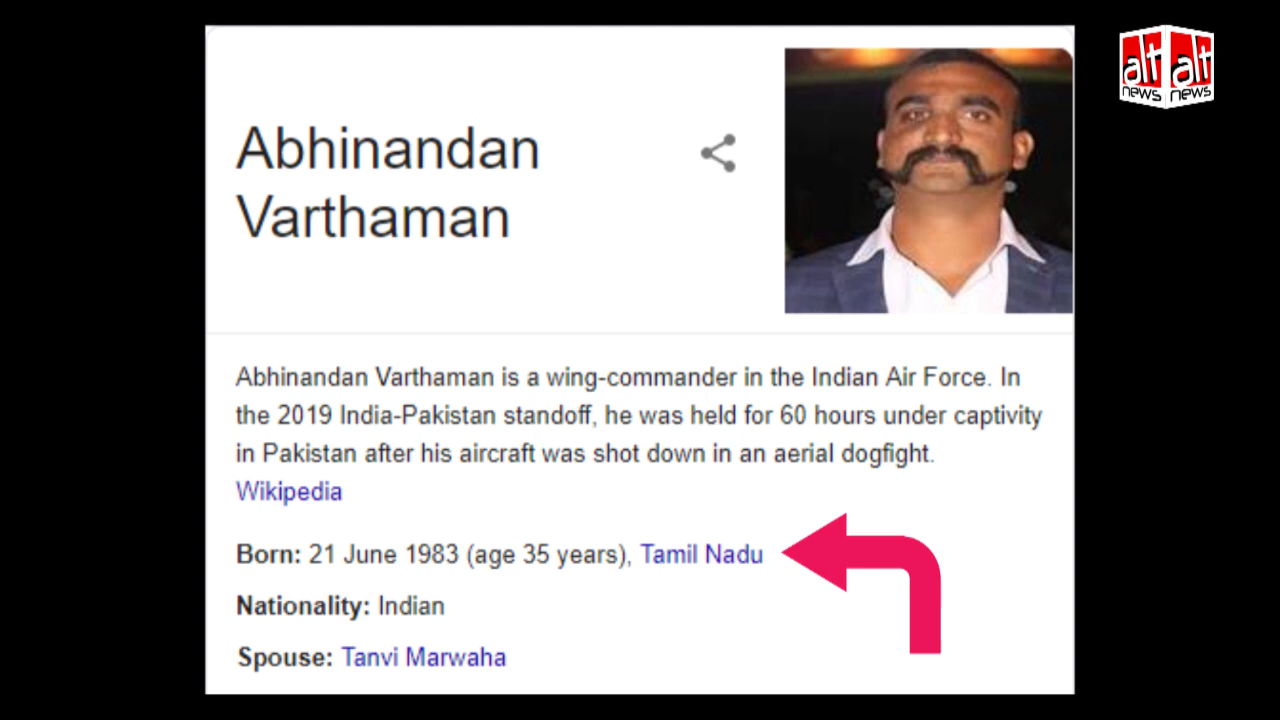 alt alt
news news
Abhinandan
Varthaman
Abhinandan Varthaman is a wing-commander in the Indian Air Force. In
the 2019 India-Pakistan standoff, he was held for 60 hours under captivity
in Pakistan after his aircraft was shot down in an aerial dogfight.
Wikipedia
Born: 21 June 1983 (age 35 years), Tamil Nadu
Nationality: Indian
Spouse: Tanvi Marwaha